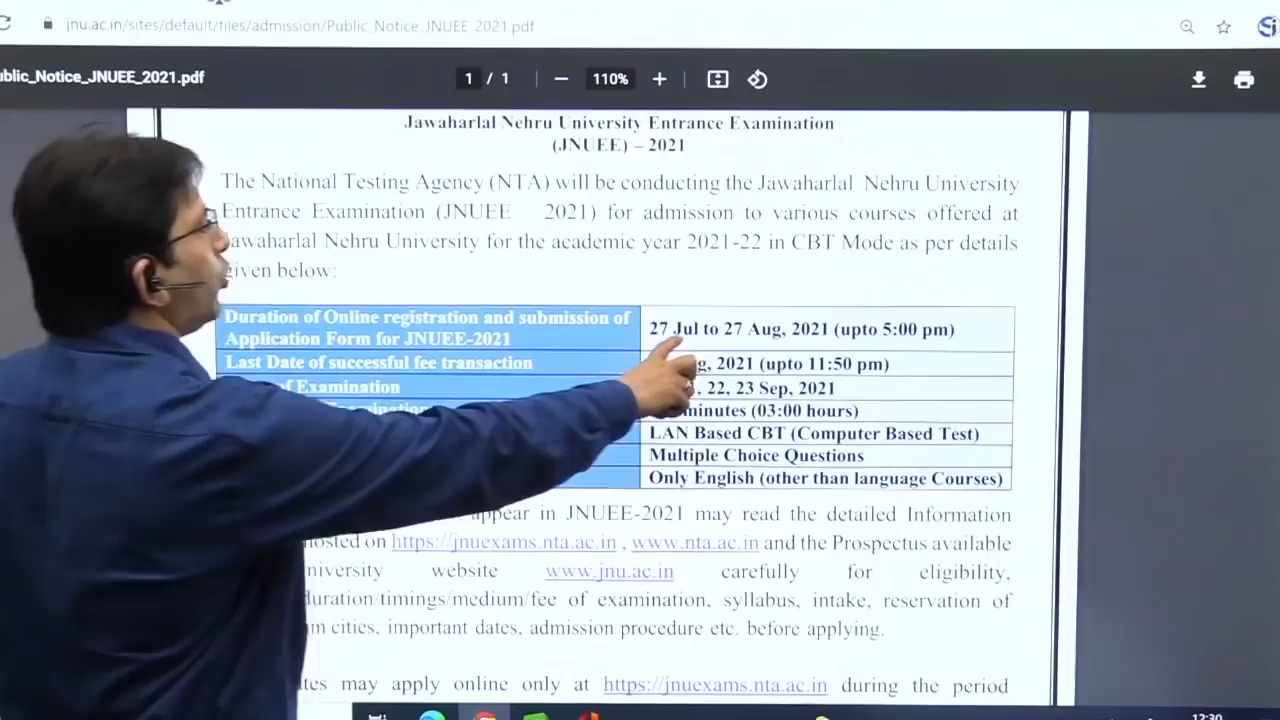 jnu.ac.in/sites/default/files/admission/Public_Notice_JNUEE_2021.pdf
ublic_Notice_JNUEE_2021.pdf
1 / 1
110%
Jawaharlal Nehru University Entrance Examination
(JNUEE) – 2021
The National Testing Agency (NTA) will be conducting the Jawaharlal Nehru University
Entrance Examination (JNUEE – 2021) for admission to various courses offered at
Jawaharlal Nehru University for the academic year 2021-22 in CBT Mode as per details
given below:
Duration of Online registration and submission of
Application Form for JNUEE-2021
27 Jul to 27 Aug, 2021 (upto 5:00 pm)
Last Date of successful fee transaction
g, 2021 (upto 11:50 pm)
of Examination
, 22, 23 Sep, 2021
minutes (03:00 hours)
LAN Based CBT (Computer Based Test)
Multiple Choice Questions
Only English (other than language Courses)
appear in JNUEE-2021 may read the detailed Information
hosted on https://jnuexams.nta.ac.in , www.nta.ac.in and the Prospectus available
niversity website www.jnu.ac.in carefully for eligibility,
duration/timings/medium/fee of examination, syllabus, intake, reservation of
m cities, important dates, admission procedure etc. before applying.
tes may apply online only at https://jnuexams.nta.ac.in during the period
12:30